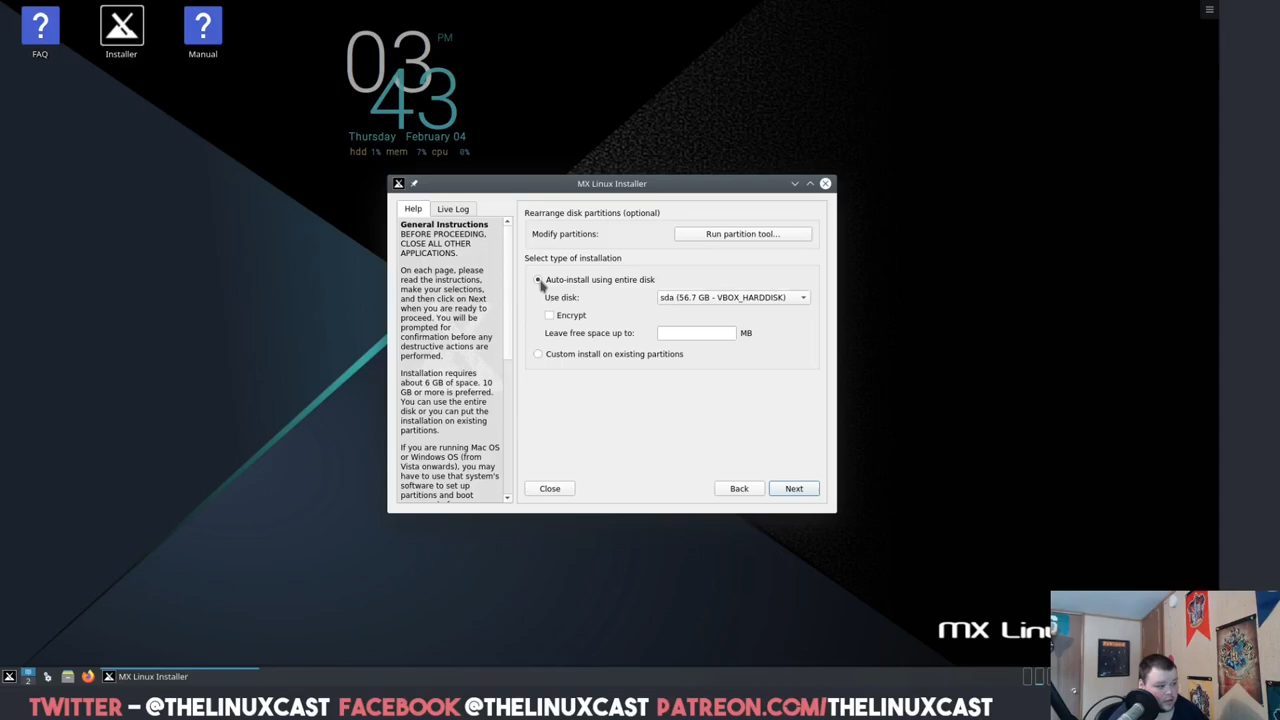 FAQ
Installer
Manual
03 PM
43
Thursday February 04
hdd 1% mem 7% cpu 0%
MX Linux Installer
Help
Live Log
General Instructions
BEFORE PROCEEDING,
CLOSE ALL OTHER
APPLICATIONS.
On each page, please
read the instructions,
make your selections,
and then click on Next
when you are ready to
proceed. You will be
prompted for
confirmation before any
destructive actions are
performed.
Installation requires
about 6 GB of space. 10
GB or more is preferred.
You can use the entire
disk or you can put the
installation on existing
partitions.
If you are running Mac OS
or Windows OS (from
Vista onwards), you may
have to use that system's
software to set up
partitions and boot
Rearrange disk partitions (optional)
Modify partitions:
Run partition tool...
Select type of installation
Auto-install using entire disk
Use disk:
sda (56.7 GB - VBOX_HARDDISK)
Encrypt
Leave free space up to:
MB
Custom install on existing partitions
Close
Back
Next
MX Linu
2
MX Linux Installer
TWITTER - @THELINUXCAST FACEBOOK @THELINUXCAST PATREON.COM/THELINUXCAST